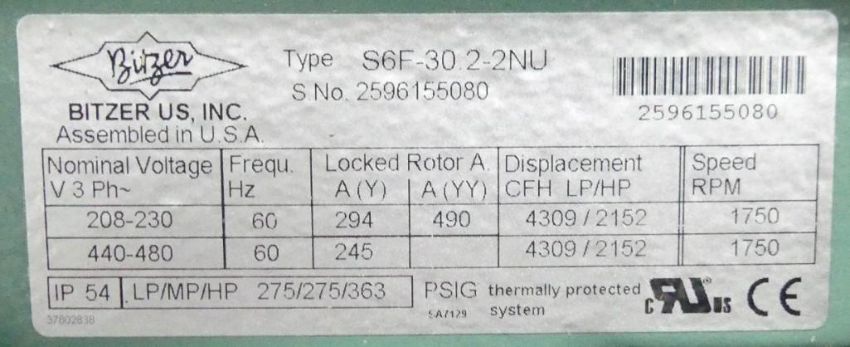 Bitzer
Type S6F-30.2-2NU
S.No. 2596155080
2596155080
BITZER US, INC.
Assembled in U.S.A.
Nominal Voltage Frequ. Locked Rotor A. Displacement Speed
V 3 Ph~ Hz A (Y) A (YY) CFH LP/HP RPM
208-230 60 294 490 4309 / 2152 1750
440-480 60 245 4309 / 2152 1750
IP 54 LP/MP/HP 275/275/363 PSIG thermally protected
system
SA7129
c RU us CE
37802838